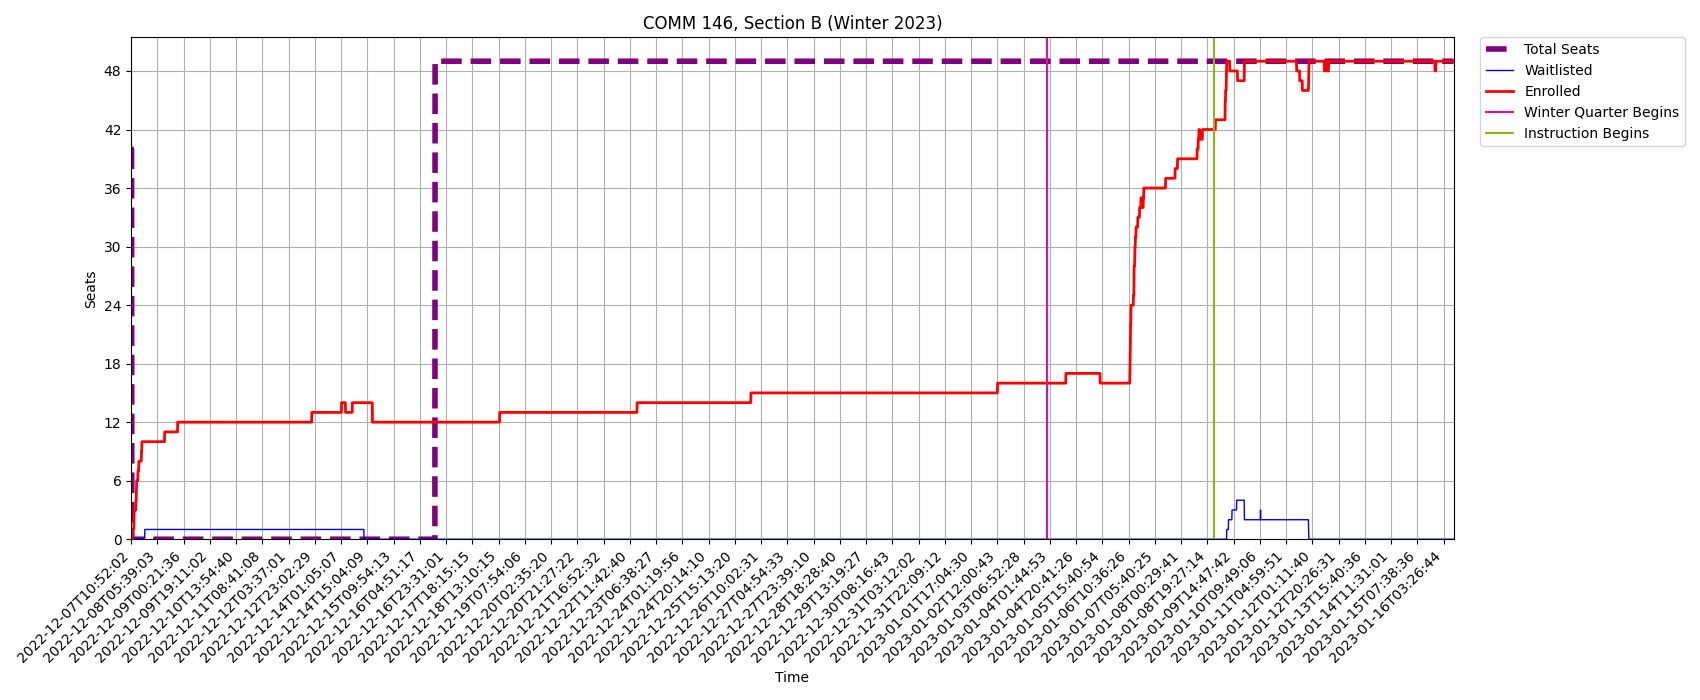 COMM 146, Section B (Winter 2023)
Total Seats
Waitlisted
Enrolled
Winter Quarter Begins
Instruction Begins
Seats
48
42
36
30
24
18
12
6
0
2022-12-07T10:52:02
2022-12-08T05:39:03
2022-12-09T00:21:36
2022-12-09T19:11:02
2022-12-10T13:54:40
2022-12-11T08:41:08
2022-12-12T03:37:01
2022-12-12T23:02:29
2022-12-14T01:05:07
2022-12-14T15:04:09
2022-12-15T09:54:13
2022-12-16T04:51:17
2022-12-16T23:31:01
2022-12-17T18:15:15
2022-12-18T13:10:15
2022-12-19T07:54:06
2022-12-20T02:35:20
2022-12-20T21:27:22
2022-12-21T16:52:32
2022-12-22T11:42:40
2022-12-23T06:38:27
2022-12-24T01:19:56
2022-12-24T20:14:10
2022-12-25T15:13:20
2022-12-26T10:02:31
2022-12-27T04:54:33
2022-12-27T23:39:10
2022-12-28T18:28:40
2022-12-29T13:19:27
2022-12-30T08:16:43
2022-12-31T03:12:02
2022-12-31T22:09:12
2023-01-01T17:04:30
2023-01-02T12:00:43
2023-01-03T06:52:28
2023-01-04T01:44:53
2023-01-04T20:41:26
2023-01-05T15:40:54
2023-01-06T10:36:26
2023-01-07T05:40:25
2023-01-08T00:29:41
2023-01-08T19:27:14
2023-01-09T14:47:42
2023-01-10T09:49:06
2023-01-11T04:59:51
2023-01-12T01:11:40
2023-01-12T20:26:31
2023-01-13T15:40:36
2023-01-14T11:31:01
2023-01-15T07:38:36
2023-01-16T03:26:44
Time